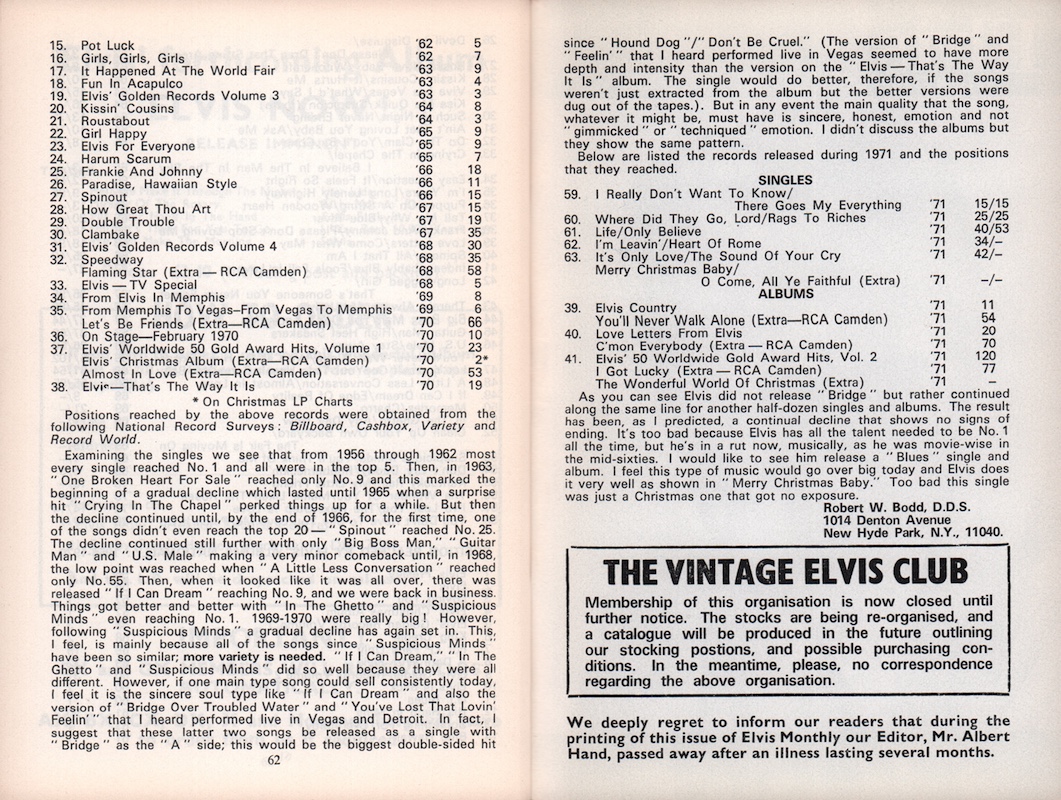 15. Pot Luck '62 5
16. Girls, Girls, Girls '62 7
17. It Happened At The World Fair '63 9
18. Fun In Acapulco '63 4
19. Elvis' Golden Records Volume 3 '63 3
20. Kissin' Cousins '64 8
21. Roustabout '64 3
22. Girl Happy '65 9
23. Elvis For Everyone '65 9
24. Harum Scarum '65 7
25. Frankie And Johnny '66 18
26. Paradise, Hawaiian Style '66 11
27. Spinout '66 15
28. How Great Thou Art '67 15
29. Double Trouble '67 19
30. Clambake '67 35
31. Elvis' Golden Records Volume 4 '68 30
32. Speedway '68 35
Flaming Star (Extra — RCA Camden) '68 58
33. Elvis — TV Special '68 5
34. From Elvis In Memphis '69 8
35. From Memphis To Vegas–From Vegas To Memphis '69 6
Let's Be Friends (Extra—RCA Camden) '70 66
36. On Stage—February 1970 '70 10
37. Elvis' Worldwide 50 Gold Award Hits, Volume 1 '70 23
Elvis' Christmas Album (Extra—RCA Camden '70 2*
Almost In Love (Extra—RCA Camden) '70 53
38. Elvis—That's The Way It Is '70 19
* On Christmas LP Charts
Positions reached by the above records were obtained from the
following National Record Surveys : Billboard, Cashbox, Variety and
Record World.
Examining the singles we see that from 1956 through 1962 most
every single reached No. 1 and all were in the top 5. Then, in 1963,
" One Broken Heart For Sale " reached only No. 9 and this marked the
beginning of a gradual decline which lasted until 1965 when a surprise
hit " Crying In The Chapel " perked things up for a while. But then
the decline continued until, by the end of 1966, for the first time, one
of the songs didn't even reach the top 20 — " Spinout " reached No. 25.
The decline continued still further with only " Big Boss Man," " Guitar
Man " and " U.S. Male " making a very minor comeback until, in 1968,
the low point was reached when " A Little Less Conversation " reached
only No. 55. Then, when it looked like it was all over, there was
released " If I Can Dream " reaching No. 9, and we were back in business.
Things got better and better with " In The Ghetto " and " Suspicious
Minds " even reaching No. 1. 1969-1970 were really big ! However,
following " Suspicious Minds " a gradual decline has again set in. This,
I feel, is mainly because all of the songs since " Suspicious Minds "
have been so similar; more variety is needed. " If I Can Dream," " In The
Ghetto " and " Suspicious Minds " did so well because they were all
different. However, if one main type song could sell consistently today,
I feel it is the sincere soul type like " If I Can Dream " and also the
version of " Bridge Over Troubled Water " and " You've Lost That Lovin'
Feelin' " that I heard performed live in Vegas and Detroit. In fact, I
suggest that these latter two songs be released as a single with
" Bridge " as the " A " side; this would be the biggest double-sided hit
62
since " Hound Dog "/" Don't Be Cruel." (The version of " Bridge " and
" Feelin' " that I heard performed live in Vegas seemed to have more
depth and intensity than the version on the " Elvis — That's The Way
It Is " album. The single would do better, therefore, if the songs
weren't just extracted from the album but the better versions were
dug out of the tapes.). But in any event the main quality that the song,
whatever it might be, must have is sincere, honest, emotion and not
" gimmicked " or " techniqued " emotion. I didn't discuss the albums but
they show the same pattern.
Below are listed the records released during 1971 and the positions
that they reached.
SINGLES
59. I Really Don't Want To Know/
There Goes My Everything '71 15/15
60. Where Did They Go, Lord/Rags To Riches '71 25/25
61. Life/Only Believe '71 40/53
62. I'm Leavin'/Heart Of Rome '71 34/–
63. It's Only Love/The Sound Of Your Cry '71 42/–
Merry Christmas Baby/
O Come, All Ye Faithful (Extra) '71 –/–
ALBUMS
39. Elvis Country '71 11
You'll Never Walk Alone (Extra—RCA Camden) '71 54
40. Love Letters From Elvis '71 20
C'mon Everybody (Extra — RCA Camden) '71 70
41. Elvis' 50 Worldwide Gold Award Hits, Vol. 2 '71 120
I Got Lucky (Extra — RCA Camden) '71 77
The Wonderful World Of Christmas (Extra) '71 –
As you can see Elvis did not release " Bridge " but rather continued
along the same line for another half-dozen singles and albums. The result
has been, as I predicted, a continual decline that shows no signs of
ending. It's too bad because Elvis has all the talent needed to be No. 1
all the time, but he's in a rut now, musically, as he was movie-wise in
the mid-sixties. I would like to see him release a " Blues " single and
album. I feel this type of music would go over big today and Elvis does
it very well as shown in " Merry Christmas Baby." Too bad this single
was just a Christmas one that got no exposure.
Robert W. Bodd, D.D.S.
1014 Denton Avenue
New Hyde Park, N.Y., 11040.
THE VINTAGE ELVIS CLUB
Membership of this organisation is now closed until
further notice. The stocks are being re-organised, and
a catalogue will be produced in the future outlining
our stocking postions, and possible purchasing con-
ditions. In the meantime, please, no correspondence
regarding the above organisation.
We deeply regret to inform our readers that during the
printing of this issue of Elvis Monthly our Editor, Mr. Albert
Hand, passed away after an illness lasting several months.